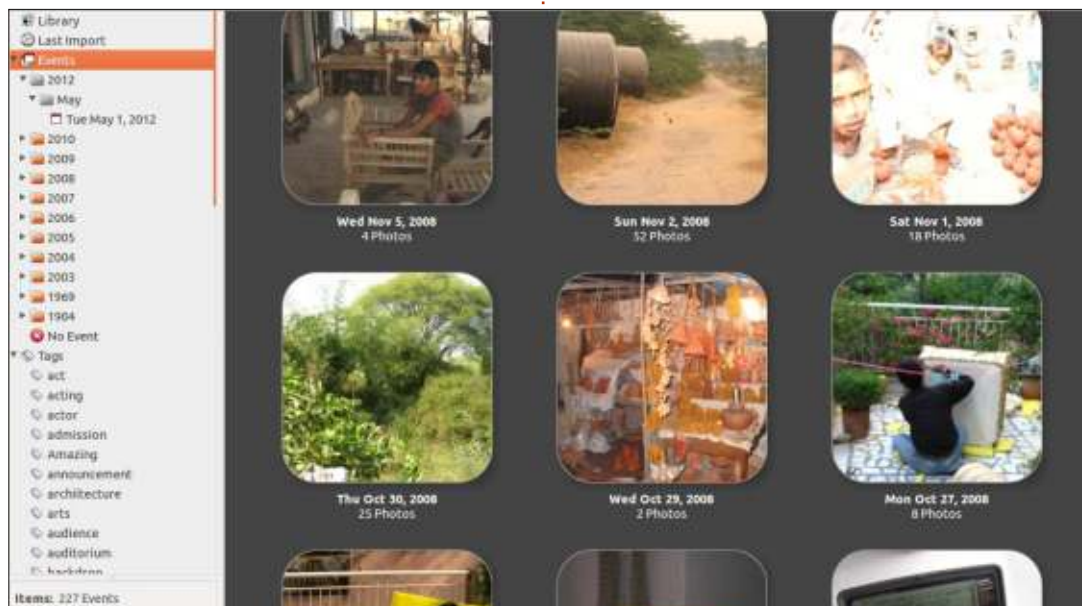 Library
Last Import
Events
2012
May
Tue May 1, 2012
2010
2009
2008
2007
2006
2005
2004
2003
1969
1904
No Event
Tags
act
acting
actor
admission
Amazing
announcement
architecture
arts
audience
auditorium
backdrop
Items: 227 Events
Wed Nov 5, 2008
4 Photos
Sun Nov 2, 2008
52 Photos
Sat Nov 1, 2008
18 Photos
Thu Oct 30, 2008
25 Photos
Wed Oct 29, 2008
2 Photos
Mon Oct 27, 2008
8 Photos